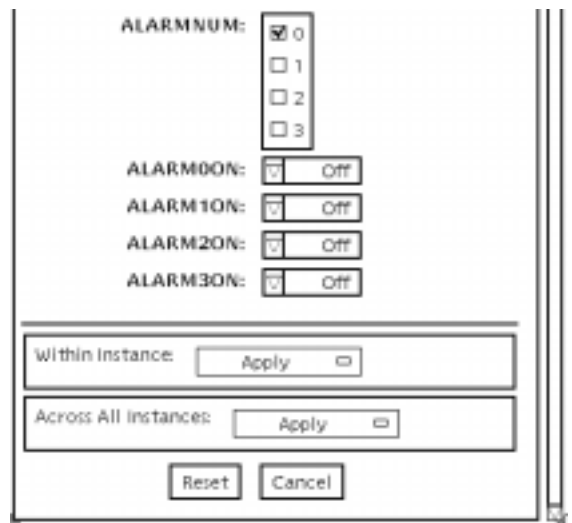 ALARMNUM: 0
1
2
3
ALARM0ON: Off
ALARM1ON: Off
ALARM2ON: Off
ALARM3ON: Off
Within Instance: Apply
Across All Instances: Apply
Reset Cancel